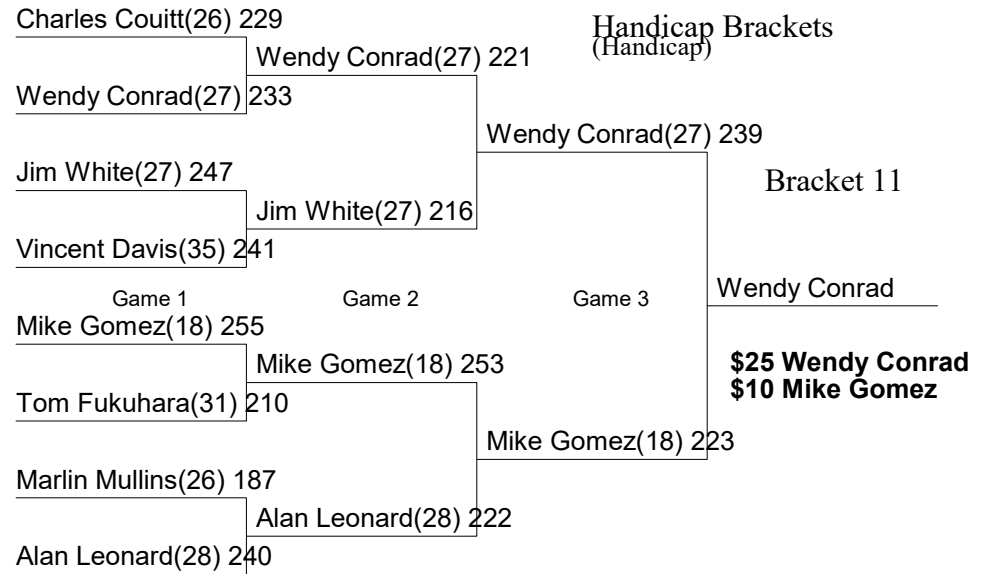 Charles Couitt(26) 229
Handicap Brackets
(Handicap)
Wendy Conrad(27) 221
Wendy Conrad(27) 233
Wendy Conrad(27) 239
Jim White(27) 247
Bracket 11
Jim White(27) 216
Vincent Davis(35) 241
Game 1
Game 2
Game 3
Wendy Conrad
Mike Gomez(18) 255
Mike Gomez(18) 253
$25 Wendy Conrad
$10 Mike Gomez
Tom Fukuhara(31) 210
Mike Gomez(18) 223
Marlin Mullins(26) 187
Alan Leonard(28) 222
Alan Leonard(28) 240